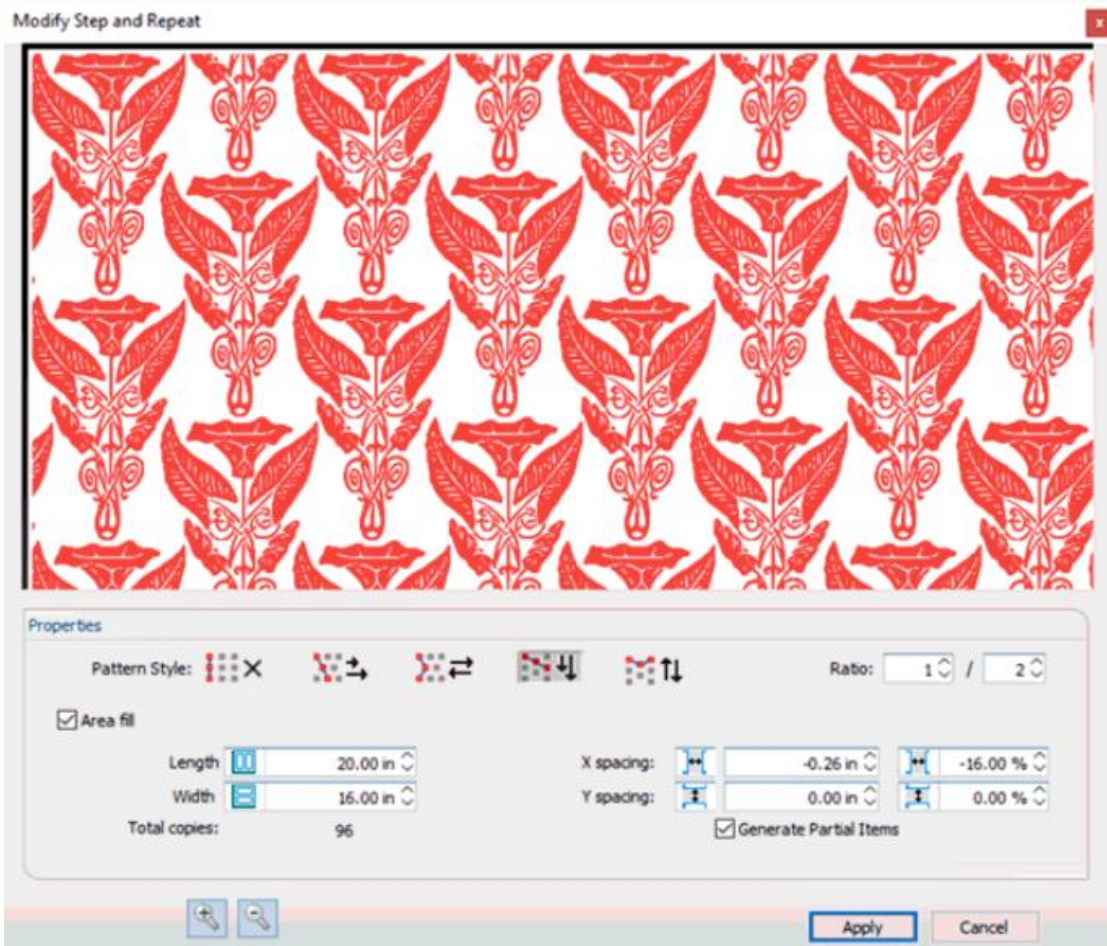 Modify Step and Repeat
x
Properties
Pattern Style:
Ratio: 1 / 2
Area fill
Length 20.00 in X spacing: -0.26 in -16.00 %
Width 16.00 in Y spacing: 0.00 in 0.00 %
Total copies: 96 Generate Partial Items
Apply Cancel